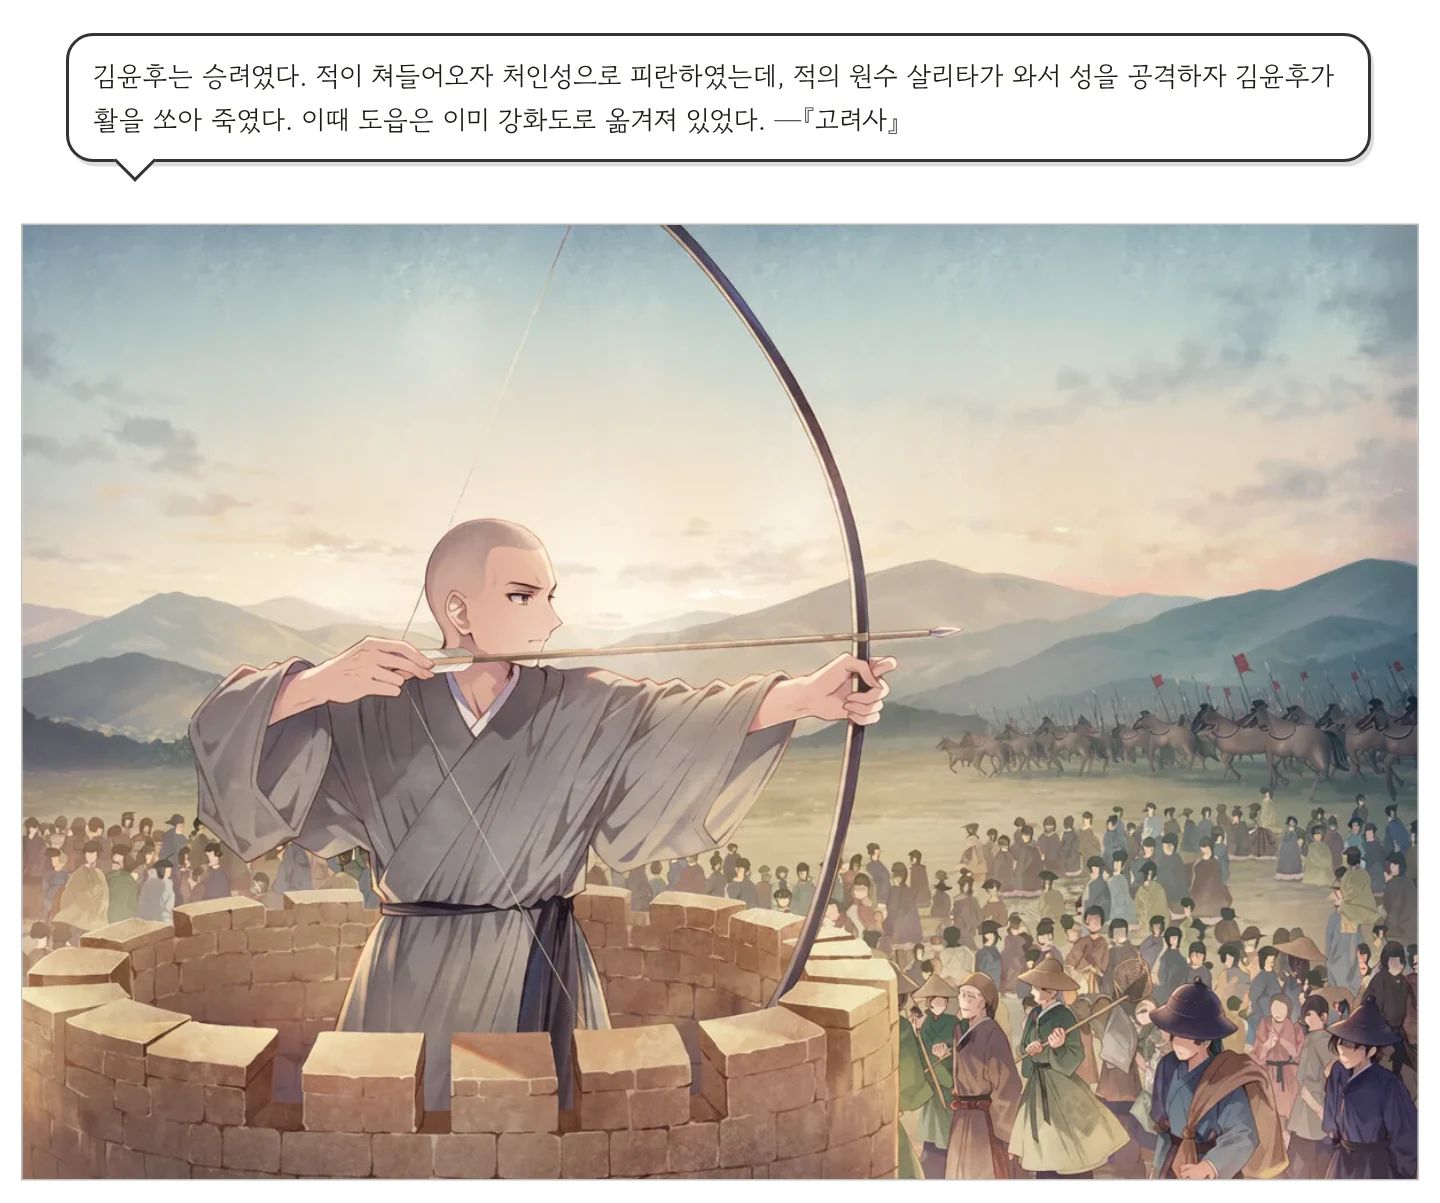 김윤후는 승려였다. 적이 쳐들어오자 처인성으로 피란하였는데, 적의 원수 살리타가 와서 성을 공격하자 김윤후가
활을 쏘아 죽였다. 이때 도읍은 이미 강화도로 옮겨져 있었다. ―『고려사』